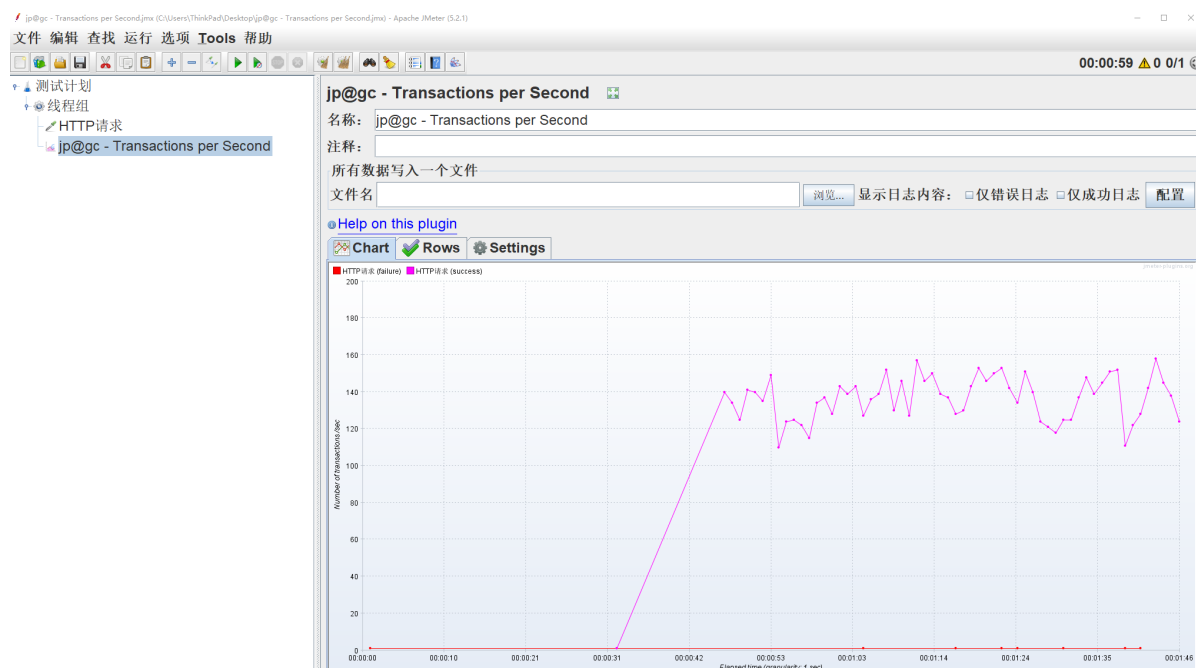 jp@gc - Transactions per Second.jmx (C:\Users\ThinkPad\Desktop\jp@gc - Transactions per Second.jmx) - Apache JMeter (5.2.1)
文件 编辑 查找 运行 选项 Tools 帮助
00:00:59 0 0/1
测试计划
线程组
HTTP请求
jp@gc - Transactions per Second
jp@gc - Transactions per Second
名称： jp@gc - Transactions per Second
注释：
所有数据写入一个文件
文件名 浏览... 显示日志内容： 仅错误日志 仅成功日志 配置
Help on this plugin
Chart Rows Settings
HTTP请求 (failure) HTTP请求 (success)
jmeter-plugins.org
200
180
160
140
120
100
80
60
40
20
0
Number of transactions /sec
00:00:00 00:00:10 00:00:21 00:00:31 00:00:42 00:00:53 00:01:03 00:01:14 00:01:24 00:01:35 00:01:46
Elapsed time (granularity: 1 sec)